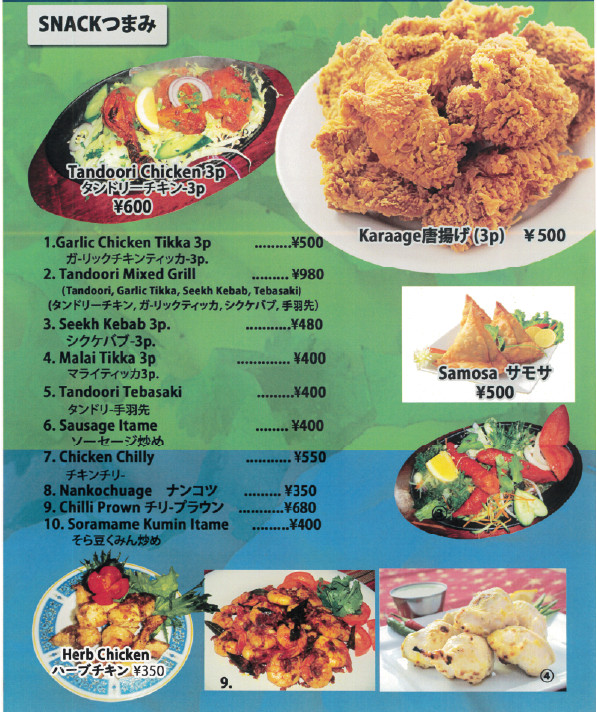 SNACKつまみ
Tandoori Chicken 3p
タンドリーチキン-3p
¥600
Karaage唐揚げ (3p) ¥500
1.Garlic Chicken Tikka 3p .........¥500
ガ-リックチキンティッカ-3p.
2. Tandoori Mixed Grill ......... ¥980
(Tandoori, Garlic Tikka, Seekh Kebab, Tebasaki)
(タンドリーチキン, ガ-リックティッカ, シクケバブ, 手羽先)
3. Seekh Kebab 3p. ...........¥480
シクケバブ-3p.
4. Malai Tikka 3p ............. ¥400
マライティッカ3p.
5. Tandoori Tebasaki .........¥400
タンドリ-手羽先
6. Sausage Itame ........ ¥400
ソーセージ炒め
7. Chicken Chilly ........... ¥550
チキンチリ-
8. Nankochuage ナンコツ ......... ¥350
9. Chilli Prown チリ-プラウン ...........¥680
10. Soramame Kumin Itame .........¥400
そら豆くみん炒め
Samosa サモサ
¥500
Herb Chicken
ハーブチキン ¥350
9.
④